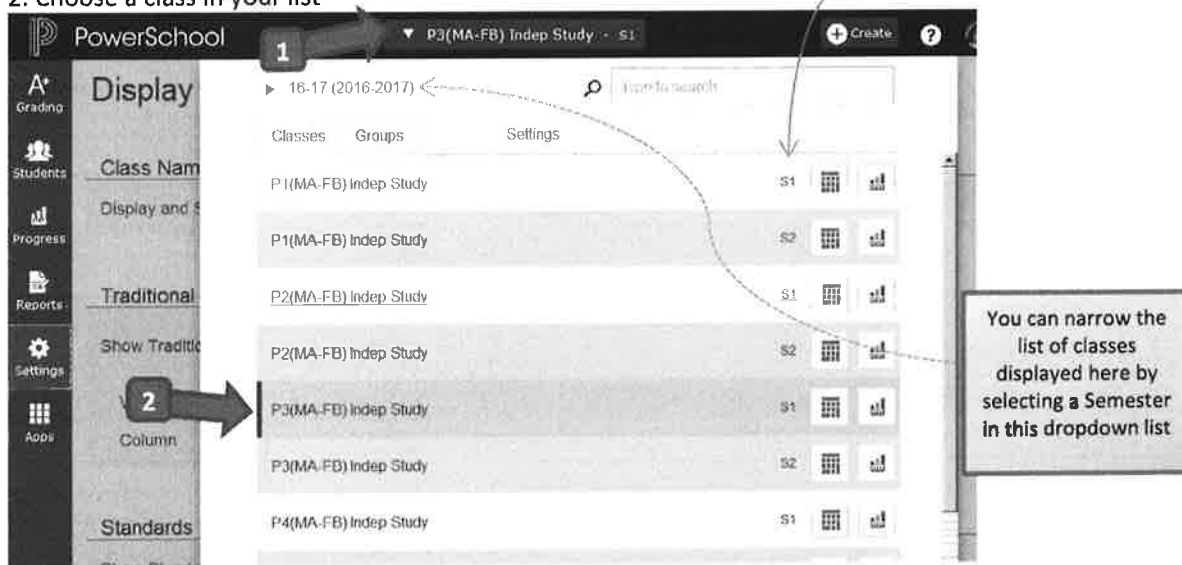 2. Choose a class in your list
PowerSchool
1
P3(MA-FB) Indep Study - S1
Create
?
A+
Grading
Display
16-17 (2016-2017)
Type to search
Classes Groups Settings
Students
Class Nam
P1(MA-FB) Indep Study S1
Display and S
Progress
P1(MA-FB) Indep Study S2
Reports
Traditional
P2(MA-FB) Indep Study S1
Show Traditic
Settings
P2(MA-FB) Indep Study S2
2
P3(MA-FB) Indep Study S1
Apps
Column
P3(MA-FB) Indep Study S2
Standards
P4(MA-FB) Indep Study S1
You can narrow the
list of classes
displayed here by
selecting a Semester
in this dropdown list